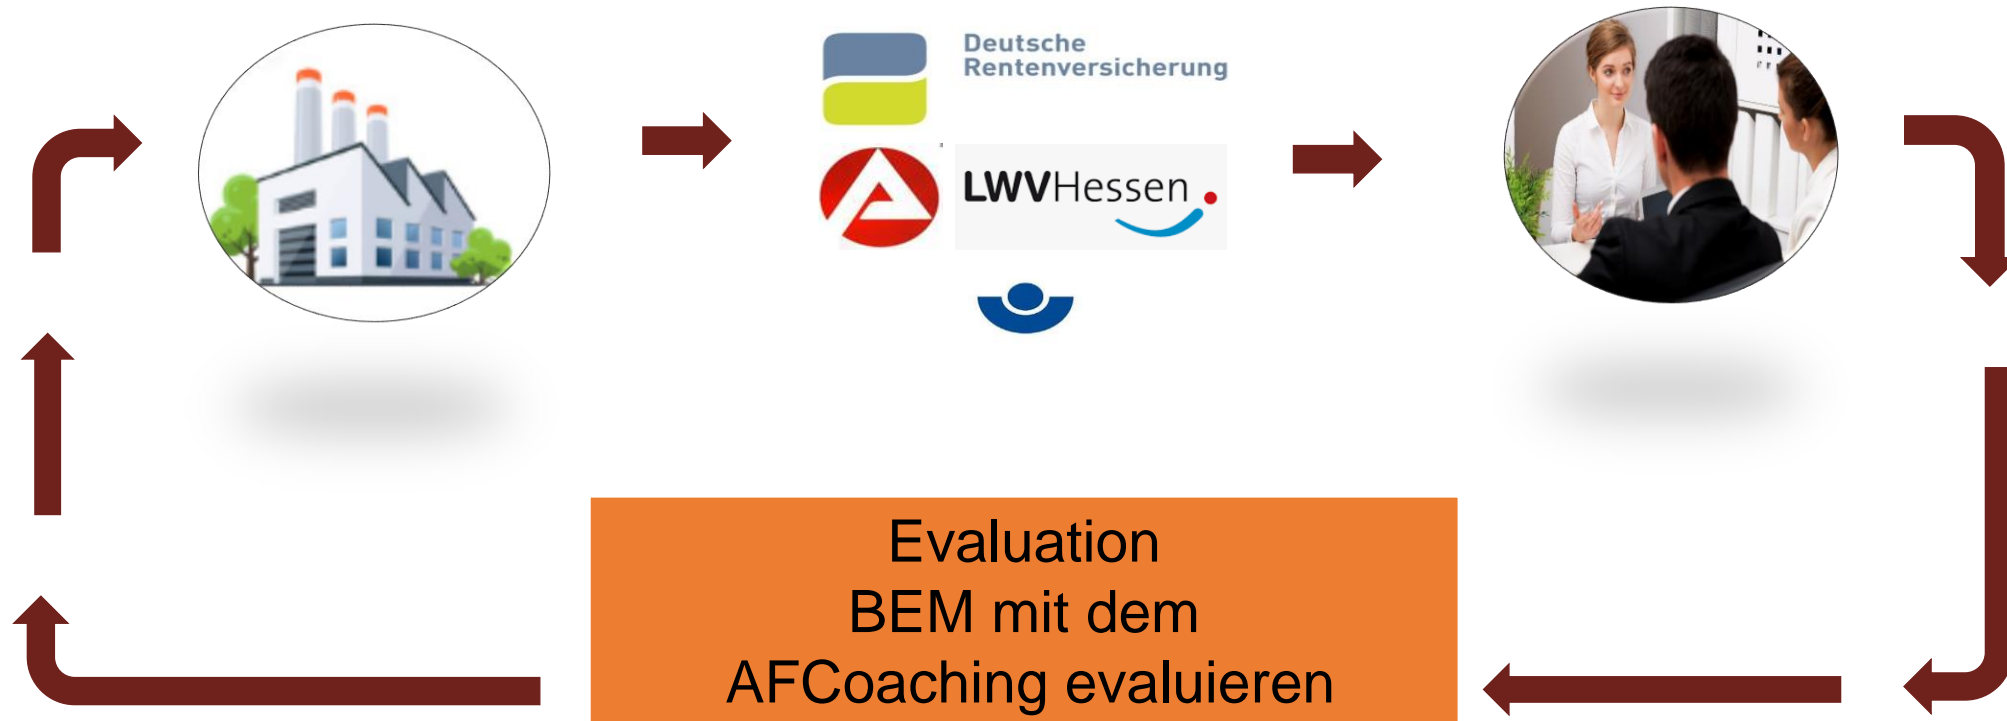 Deutsche
Rentenversicherung
LWVHessen
Evaluation
BEM mit dem
AFCoaching evaluieren